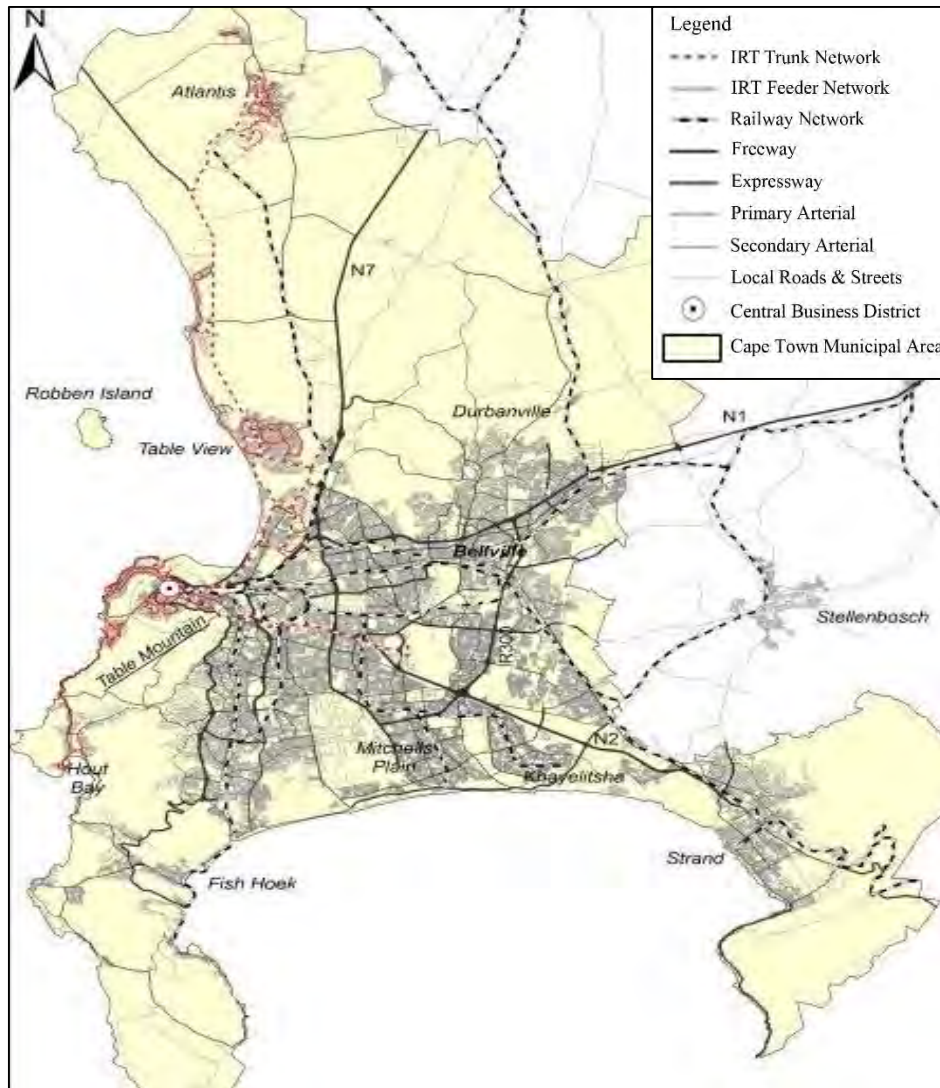 N
Legend
IRT Trunk Network
IRT Feeder Network
Railway Network
Freeway
Expressway
Primary Arterial
Secondary Arterial
Local Roads & Streets
Central Business District
Cape Town Municipal Area
Atlantis
N7
Robben Island
Durbanville
N1
Table View
Bellville
Stellenbosch
Table Mountain
R300
Hout
Bay
Mitchells
Plain
N2
Khayelitsha
Strand
Fish Hoek